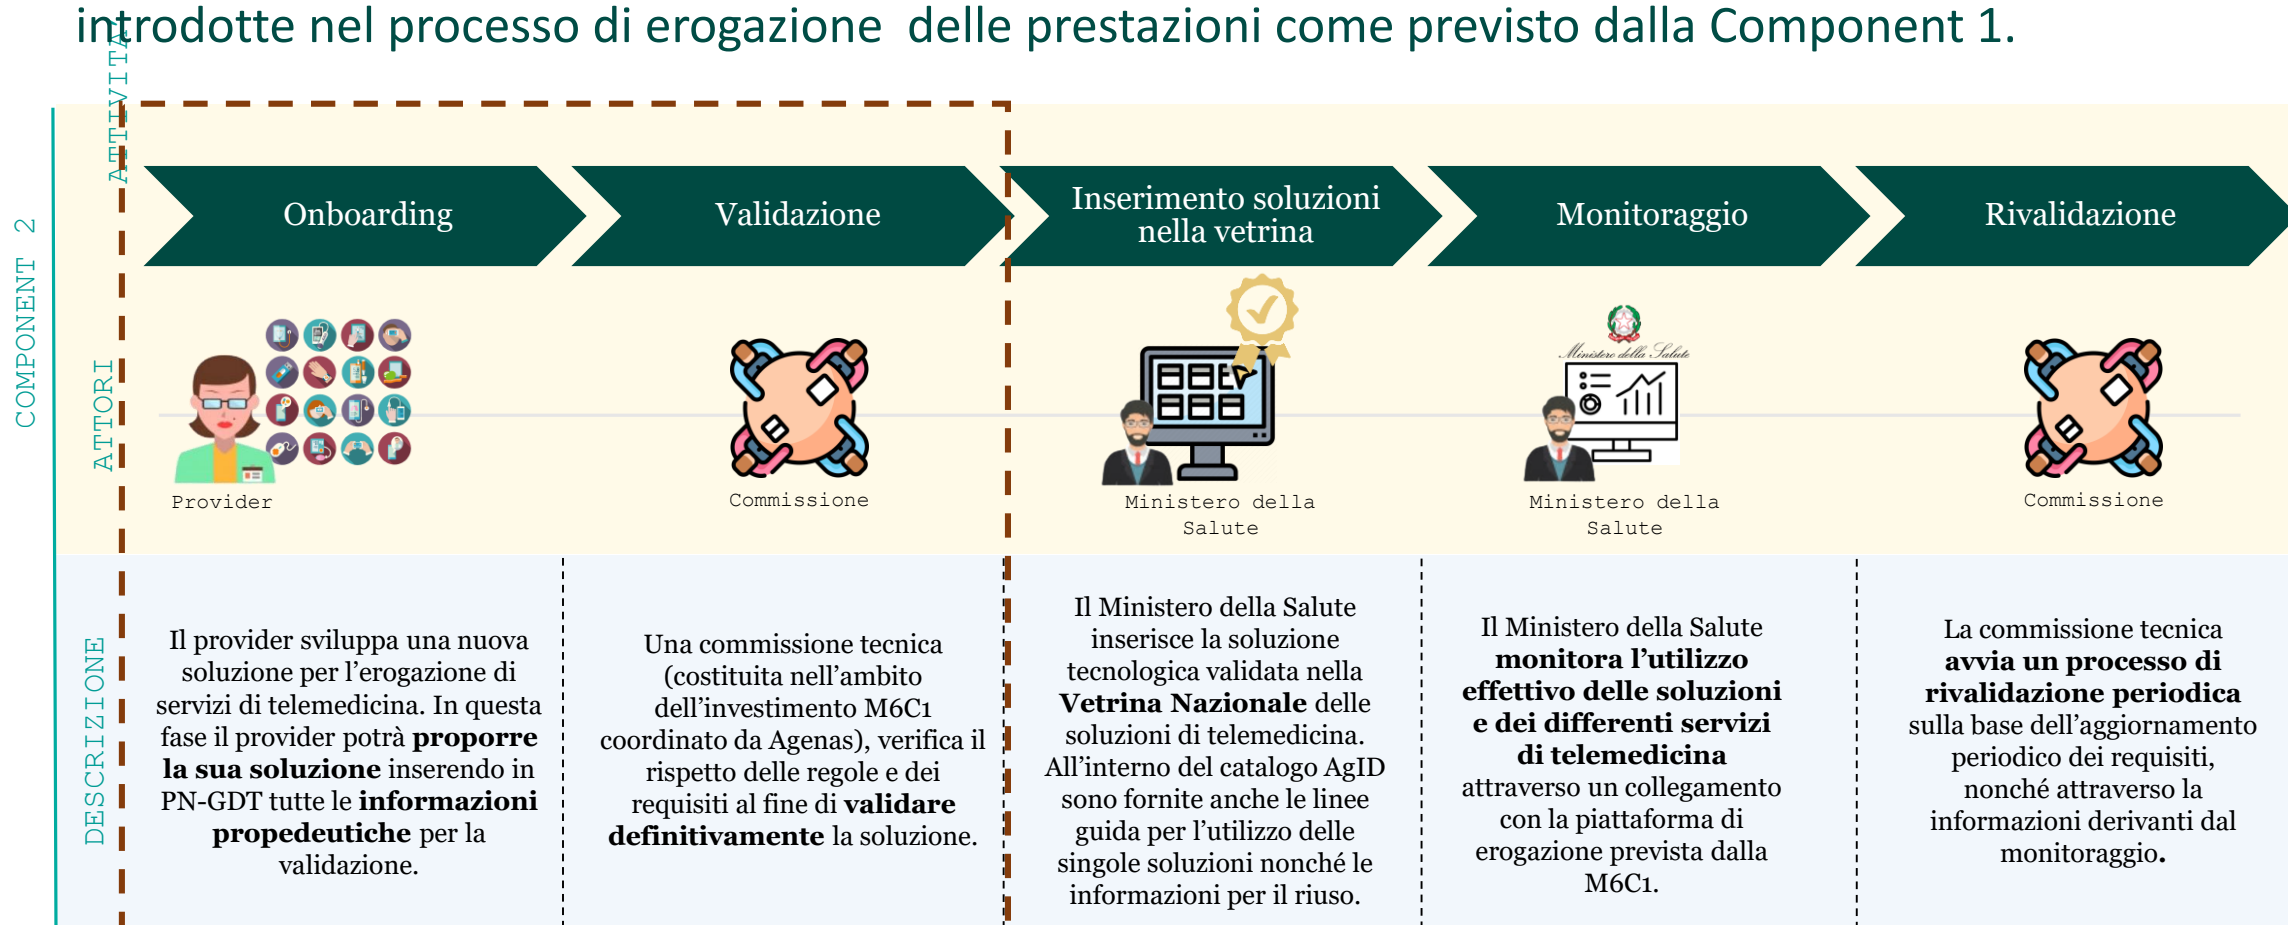 introdotte nel processo di erogazione delle prestazioni come previsto dalla Component 1.
COMPONENT 2
ATTIVITA
Onboarding
Validazione
Inserimento soluzioni
nella vetrina
Monitoraggio
Rivalidazione
ATTORI
Provider
Commissione
Ministero della
Salute
Ministero della Salute
Ministero della
Salute
Commissione
DESCRIZIONE
Il provider sviluppa una nuova
soluzione per l’erogazione di
servizi di telemedicina. In questa
fase il provider potrà proporre
la sua soluzione inserendo in
PN-GDT tutte le informazioni
propedeutiche per la
validazione.
Una commissione tecnica
(costituita nell’ambito
dell’investimento M6C1
coordinato da Agenas), verifica il
rispetto delle regole e dei
requisiti al fine di validare
definitivamente la soluzione.
Il Ministero della Salute
inserisce la soluzione
tecnologica validata nella
Vetrina Nazionale delle
soluzioni di telemedicina.
All’interno del catalogo AgID
sono fornite anche le linee
guida per l’utilizzo delle
singole soluzioni nonché le
informazioni per il riuso.
Il Ministero della Salute
monitora l’utilizzo
effettivo delle soluzioni
e dei differenti servizi
di telemedicina
attraverso un collegamento
con la piattaforma di
erogazione prevista dalla
M6C1.
La commissione tecnica
avvia un processo di
rivalidazione periodica
sulla base dell’aggiornamento
periodico dei requisiti,
nonché attraverso la
informazioni derivanti dal
monitoraggio.